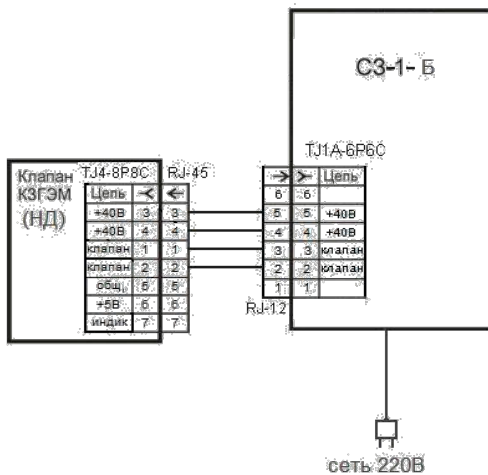 СЗ-1- Б
TJ1A-6P6C
Клапан
КЗГЭМ
(НД)
TJ4-8P8C RJ-45
Цепь
+40В 3 3
+40В 4 4
клапан 1 1
клапан 2 2
общ. 5 5
+5В 6 6
индик 7 7
Цепь
6 6
5 5 +40В
4 4 +40В
3 3 клапан
2 2 клапан
1 1
RJ-12
сеть 220В